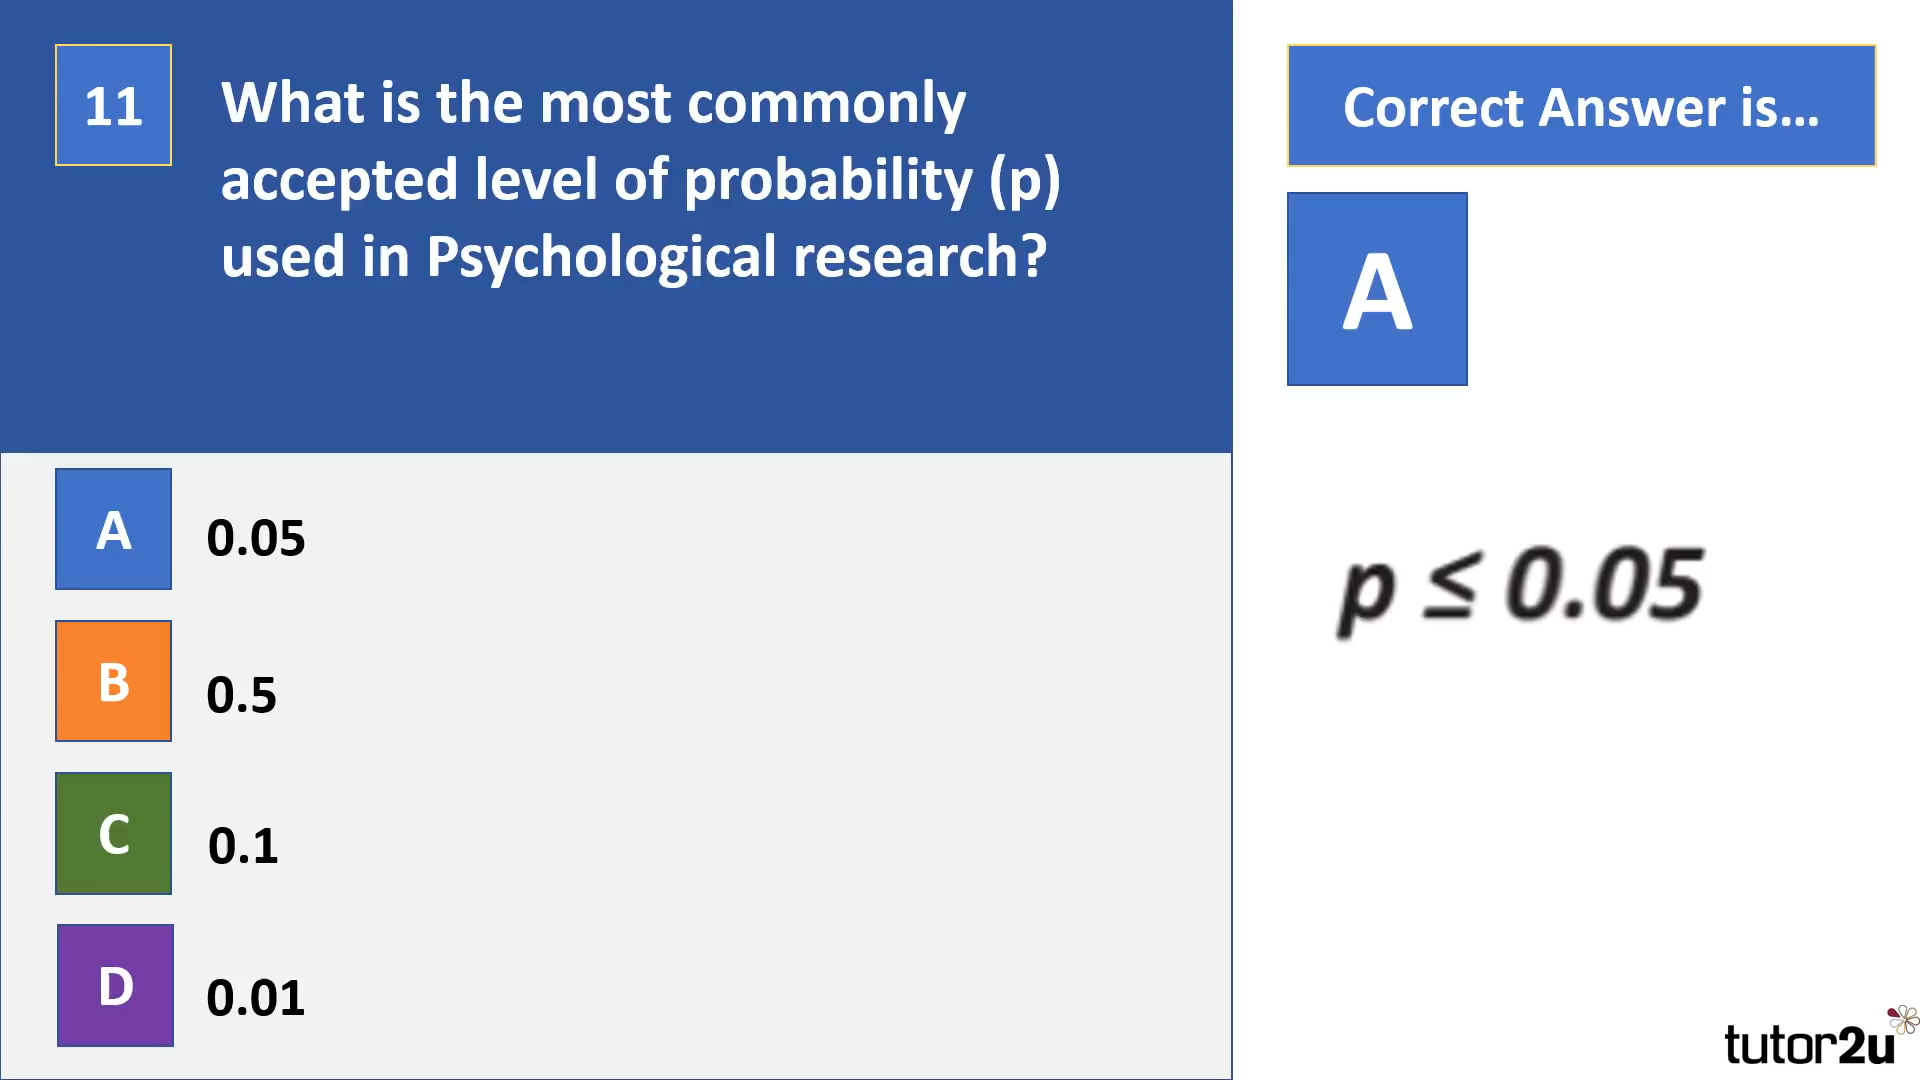 11
What is the most commonly
accepted level of probability (p)
used in Psychological research?
A
0.05
B
0.5
C
0.1
D
0.01
Correct Answer is...
A
p ≤ 0.05
tutor2u